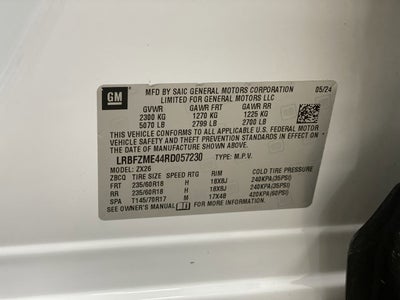 GM
MFD BY SAIC GENERAL MOTORS CORPORATION 05/24
LIMITED FOR GENERAL MOTORS LLC
GVWR GAWR FRT GAWR RR
2300 KG 1270 KG 1225 KG
5070 LB 2799 LB 2700 LB
THIS VEHICLE CONFORMS TO ALL APPLICABLE U.S. FEDERAL MOTOR
VEHICLE SAFETY AND THEFT PREVENTION STANDARDS IN EFFECT
ON THE DATE OF MANUFACTURE SHOWN ABOVE.
LRBFZME44RD057230 TYPE: M.P.V.
MODEL: ZX26
ZBCQ TIRE SIZE SPEED RTG RIM COLD TIRE PRESSURE
FRT 235/60R18 H 18X8J 240KPA(35PSI)
RR 235/60R18 H 18X8J 240KPA(35PSI)
SPA T145/70R17 M 17X4B 420KPA(60PSI)
SEE OWNER'S MANUAL FOR MORE INFORMATION.